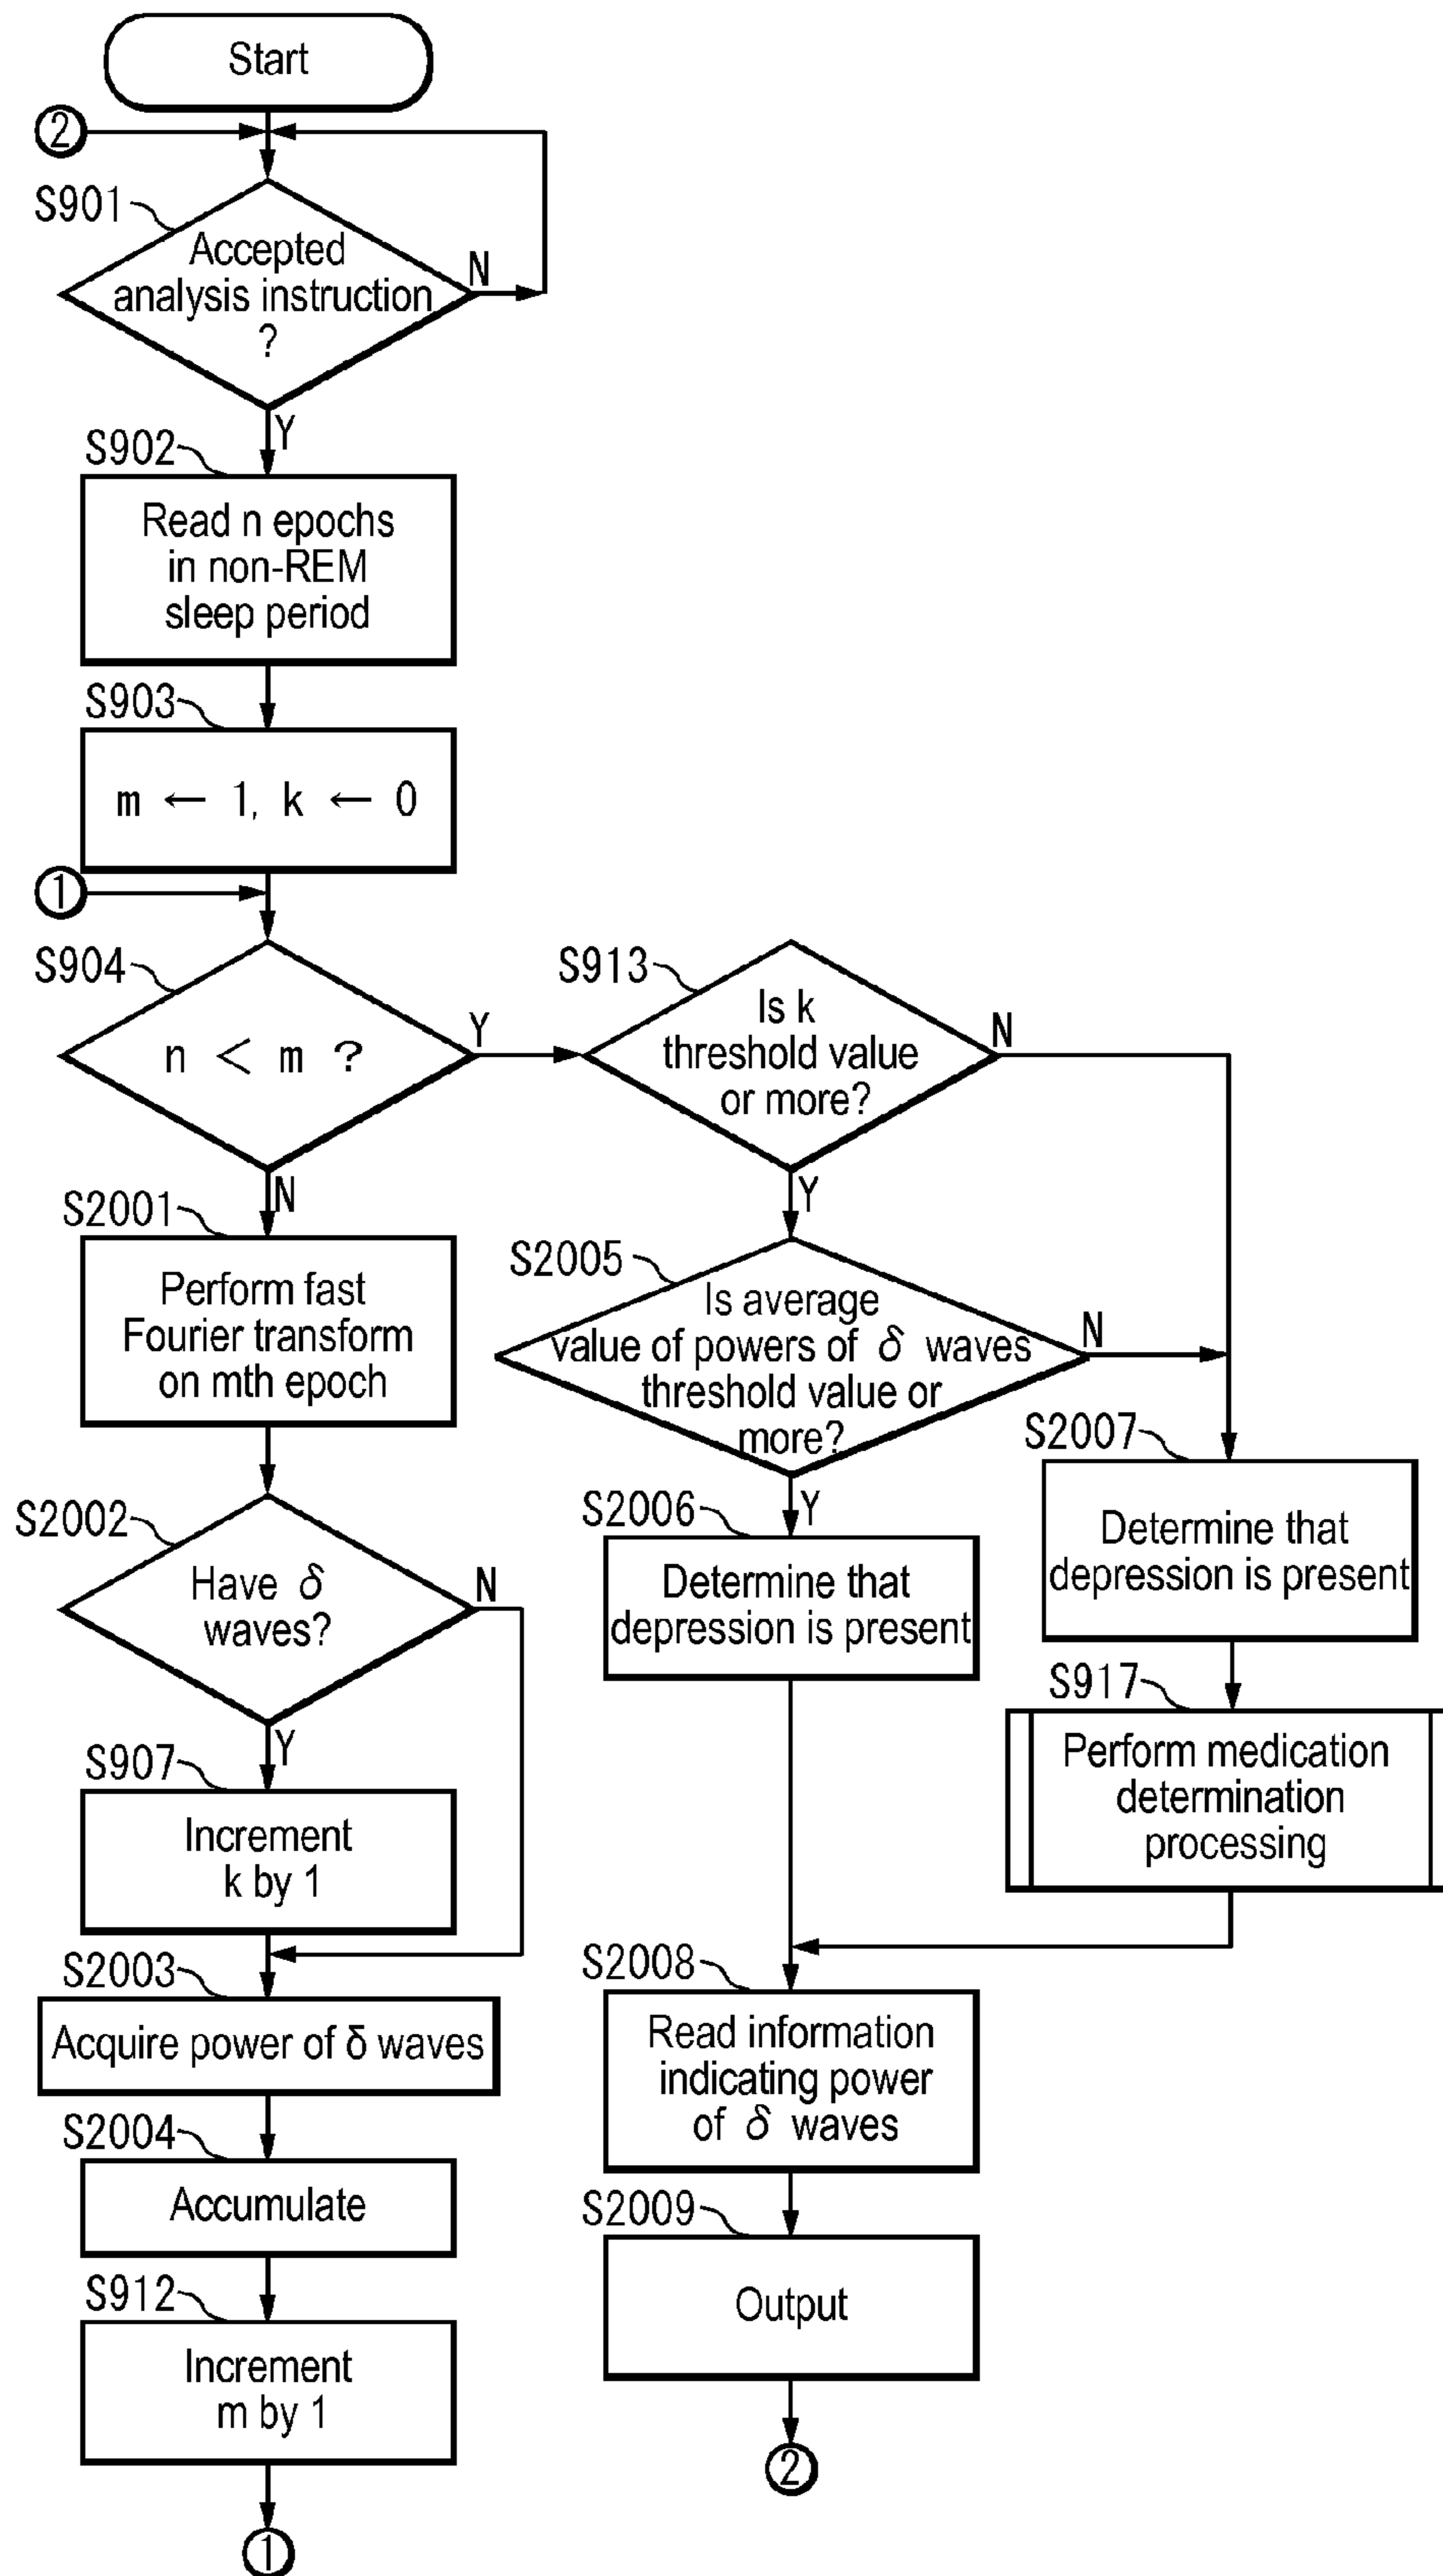 Start
②
S901
Accepted
analysis instruction
?
N
Y
S902
Read n epochs
in non-REM
sleep period
S903
m ← 1, k ← 0
①
S904
n < m ?
Y
N
S913
Is k
threshold value
or more?
N
Y
S2001
Perform fast
Fourier transform
on mth epoch
S2005
Is average
value of powers of δ waves
threshold value or
more?
N
Y
S2002
Have δ
waves?
N
Y
S2006
Determine that
depression is present
S2007
Determine that
depression is present
S917
Perform medication
determination
processing
S907
Increment
k by 1
S2003
Acquire power of δ waves
S2004
Accumulate
S912
Increment
m by 1
①
S2008
Read information
indicating power
of δ waves
S2009
Output
②